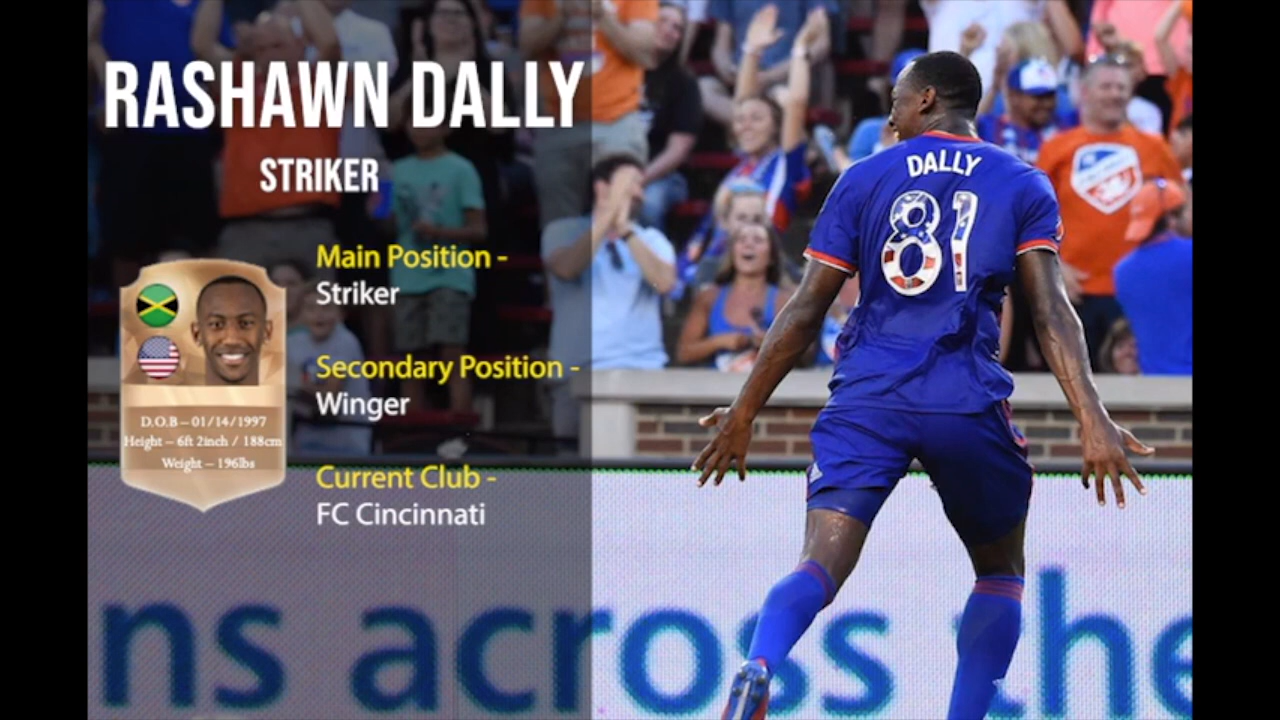 RASHAWN DALLY
STRIKER
Main Position -
Striker
Secondary Position -
Winger
Current Club -
FC Cincinnati
D.O.B – 01/14/1997
Height – 6ft 2inch / 188cm
Weight – 196lbs
DALLY
81
ns across the